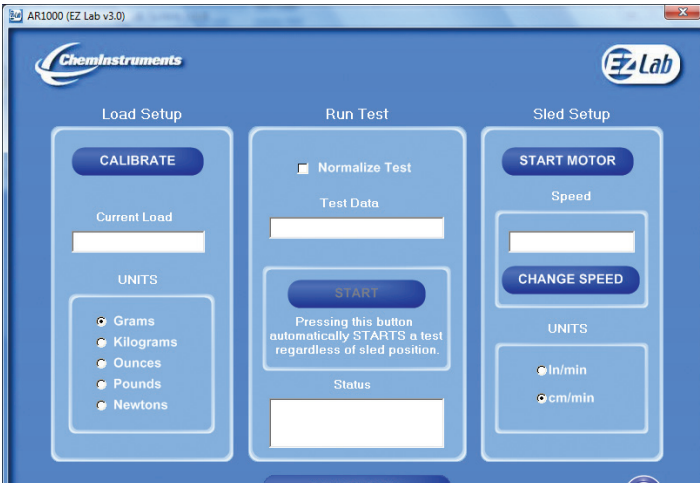 AR1000 (EZ Lab v3.0)
ChemInstruments
EZ Lab
Load Setup
CALIBRATE
Current Load
UNITS
Grams
Kilograms
Ounces
Pounds
Newtons
Run Test
Normalize Test
Test Data
START
Pressing this button
automatically STARTS a test
regardless of sled position.
Status
Sled Setup
START MOTOR
Speed
CHANGE SPEED
UNITS
In/min
cm/min